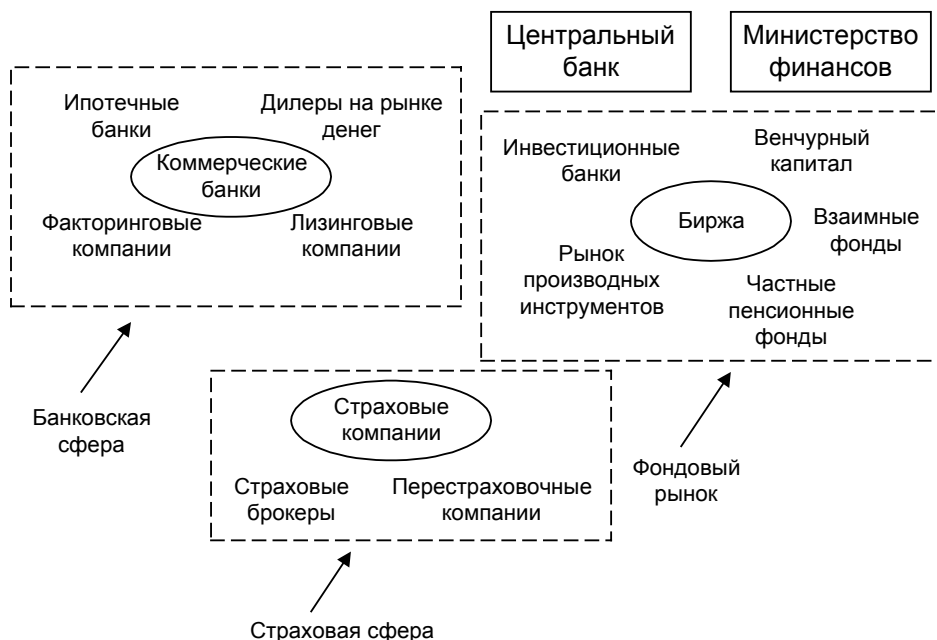 Центральный
банк
Министерство
финансов
Ипотечные
банки
Дилеры на рынке
денег
Коммерческие
банки
Факторинговые
компании
Лизинговые
компании
Банковская
сфера
Инвестиционные
банки
Венчурный
капитал
Биржа
Взаимные
фонды
Рынок
производных
инструментов
Частные
пенсионные
фонды
Фондовый
рынок
Страховые
компании
Страховые
брокеры
Перестраховочные
компании
Страховая сфера